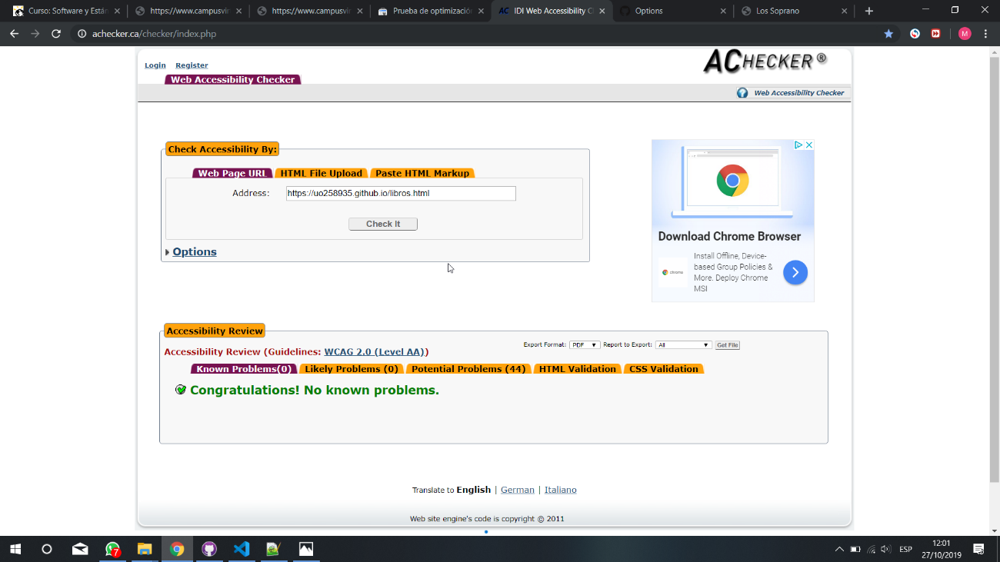 Curso: Software y Están
https://www.campusvir
https://www.campusvir
Prueba de optimizació
IDI Web Accessibility C
Options
Los Soprano
achecker.ca/checker/index.php
M
Login Register
ACHECKER ®
Web Accessibility Checker
Web Accessibility Checker
Check Accessibility By:
Web Page URL HTML File Upload Paste HTML Markup
Address: https://uo258935.github.io/libros.html
Check It
Options
Download Chrome Browser
Install Offline, Device-
based Group Policies &
More. Deploy Chrome
MSI
chrome
Accessibility Review
Export Format: PDF Report to Export: All Get File
Accessibility Review (Guidelines: WCAG 2.0 (Level AA))
Known Problems(0) Likely Problems (0) Potential Problems (44) HTML Validation CSS Validation
Congratulations! No known problems.
Translate to English | German | Italiano
Web site engine's code is copyright © 2011
7
ESP
12:01
27/10/2019